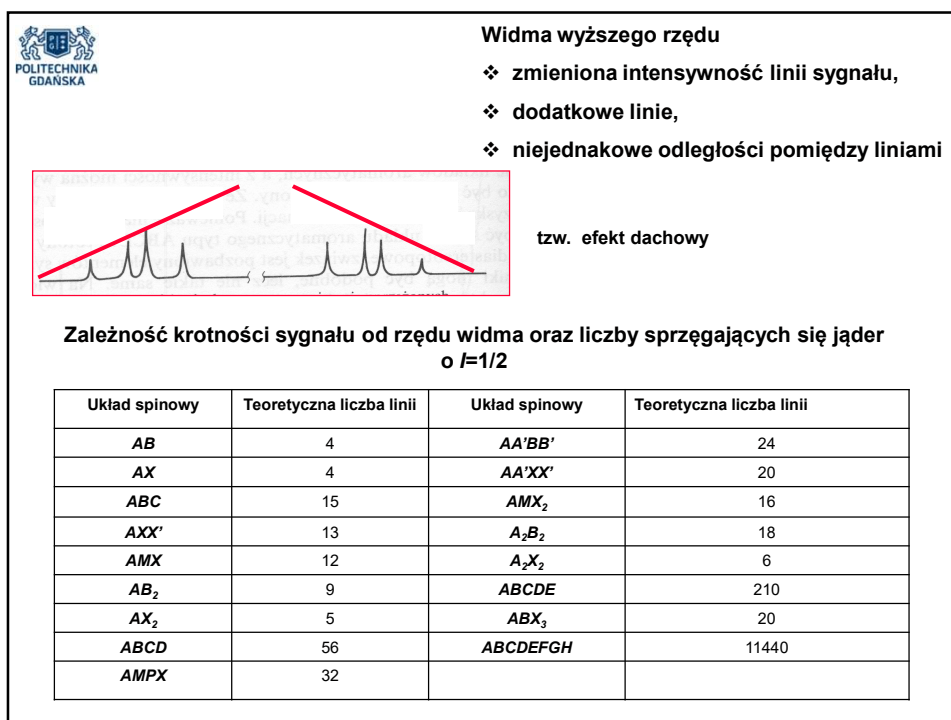 POLITECHNIKA
GDAŃSKA
Widma wyższego rzędu
❖ zmieniona intensywność linii sygnału,
❖ dodatkowe linie,
❖ niejednakowe odległości pomiędzy liniami
tzw. efekt dachowy
Zależność krotności sygnału od rzędu widma oraz liczby sprzęgających się jąder
o I=1/2
Układ spinowy Teoretyczna liczba linii Układ spinowy Teoretyczna liczba linii
AB 4 AA’BB’ 24
AX 4 AA’XX’ 20
ABC 15 AMX₂ 16
AXX’ 13 A₂B₂ 18
AMX 12 A₂X₂ 6
AB₂ 9 ABCDE 210
AX₂ 5 ABX₃ 20
ABCD 56 ABCDEFGH 11440
AMPX 32